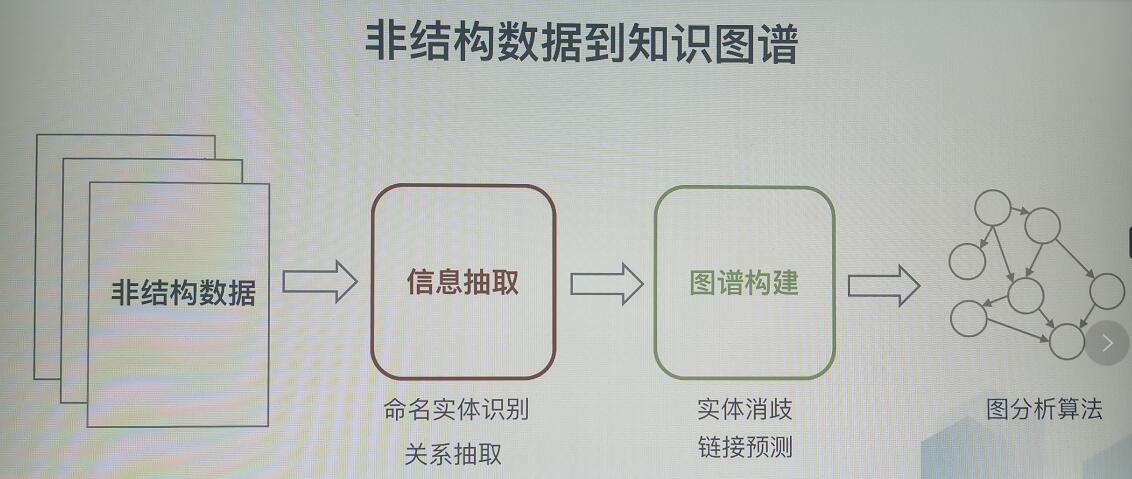 非结构数据到知识图谱
非结构数据
信息抽取
图谱构建
命名实体识别
关系抽取
实体消歧
链接预测
图分析算法